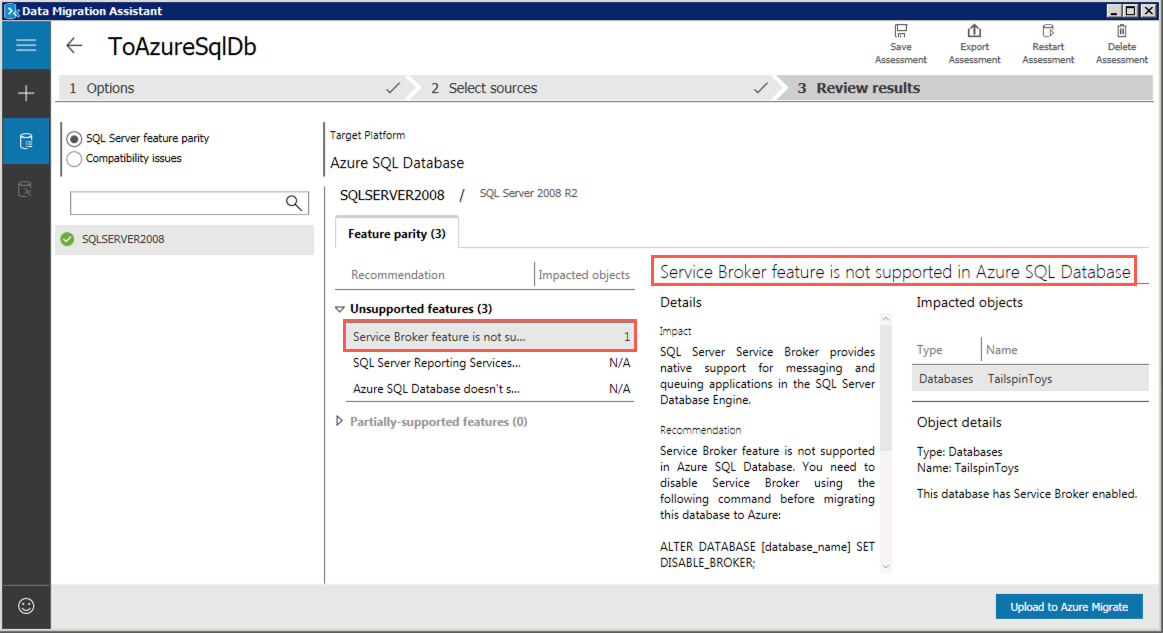 Data Migration Assistant
ToAzureSqlDb
Save Assessment
Export Assessment
Restart Assessment
Delete Assessment
1 Options
2 Select sources
3 Review results
SQL Server feature parity
Compatibility issues
SQLSERVER2008
Target Platform
Azure SQL Database
SQLSERVER2008 / SQL Server 2008 R2
Feature parity (3)
Recommendation Impacted objects
Unsupported features (3)
Service Broker feature is not su... 1
SQL Server Reporting Services... N/A
Azure SQL Database doesn't s... N/A
Partially-supported features (0)
Service Broker feature is not supported in Azure SQL Database
Details
Impact
SQL Server Service Broker provides
native support for messaging and
queuing applications in the SQL Server
Database Engine.
Recommendation
Service Broker feature is not supported
in Azure SQL Database. You need to
disable Service Broker using the
following command before migrating
this database to Azure:
ALTER DATABASE [database_name] SET
DISABLE_BROKER;
Impacted objects
Type Name
Databases TailspinToys
Object details
Type: Databases
Name: TailspinToys
This database has Service Broker enabled.
Upload to Azure Migrate